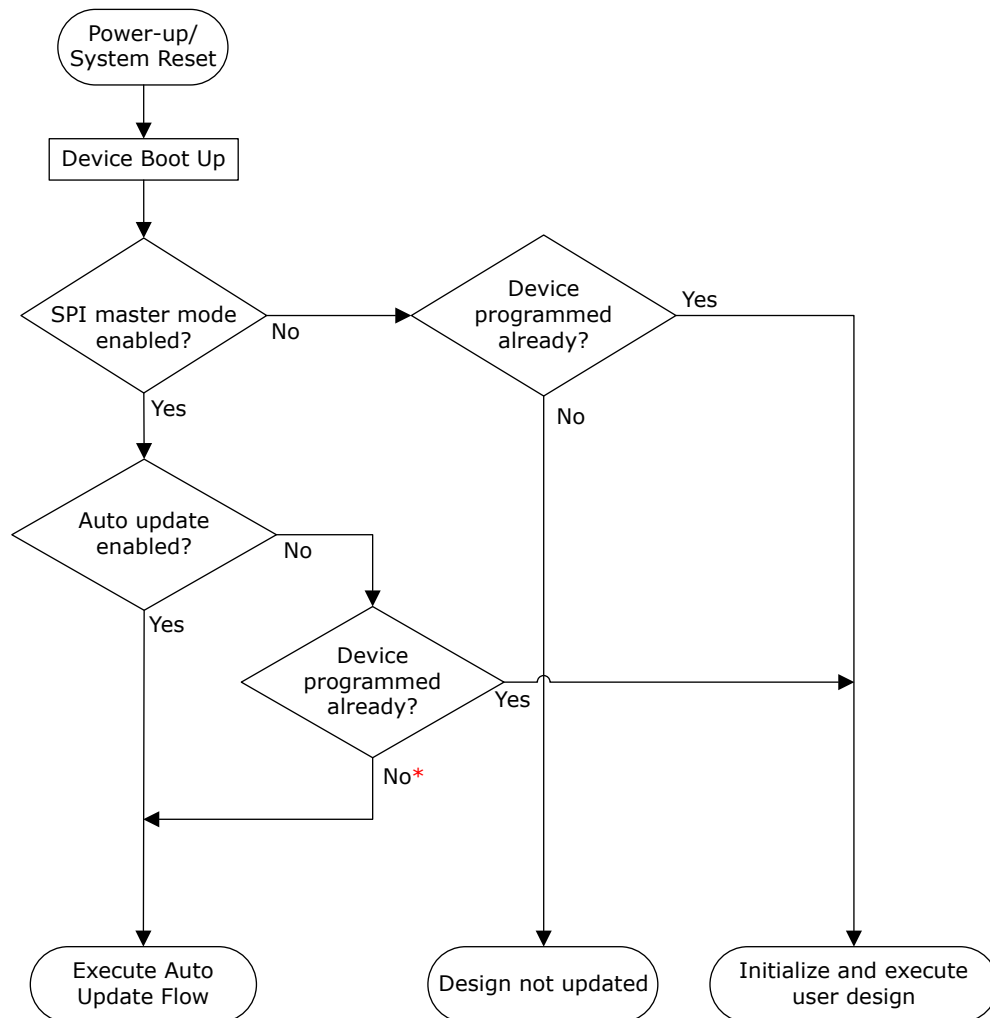 Power-up/
System Reset
Device Boot Up
SPI master mode
enabled?
No
Yes
Device
programmed
already?
Yes
No
Auto update
enabled?
No
Yes
Device
programmed
already?
Yes
No*
Execute Auto
Update Flow
Design not updated
Initialize and execute
user design